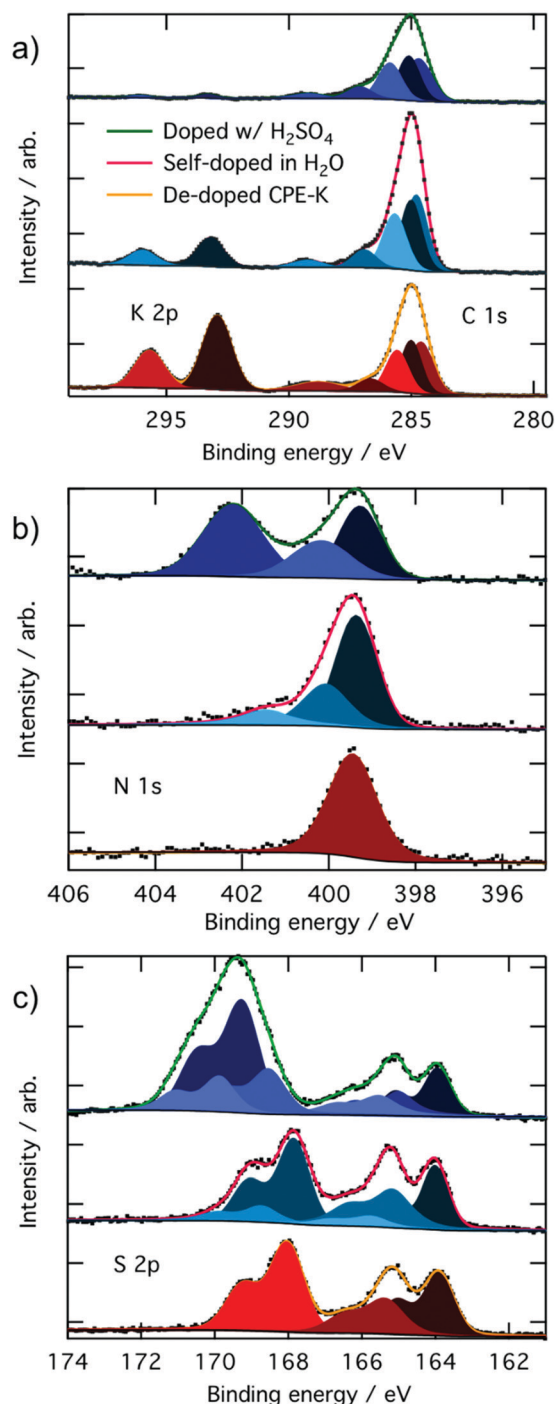 a)
Doped w/ H₂SO₄
Self-doped in H₂O
De-doped CPE-K
K 2p
C 1s
Intensity / arb.
295 290 285 280
Binding energy / eV
b)
N 1s
Intensity / arb.
406 404 402 400 398 396
Binding energy / eV
c)
S 2p
Intensity / arb.
174 172 170 168 166 164 162
Binding energy / eV